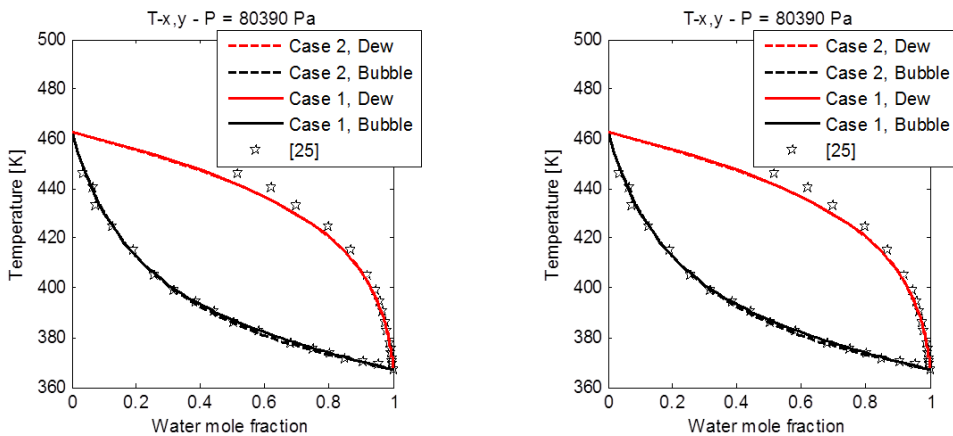 T-x,y - P = 80390 Pa
500
480
460
440
420
400
380
360
Temperature [K]
0
0.2
0.4
0.6
0.8
1
Water mole fraction
Case 2, Dew
Case 2, Bubble
Case 1, Dew
Case 1, Bubble
[25]
T-x,y - P = 80390 Pa
500
480
460
440
420
400
380
360
Temperature [K]
0
0.2
0.4
0.6
0.8
1
Water mole fraction
Case 2, Dew
Case 2, Bubble
Case 1, Dew
Case 1, Bubble
[25]